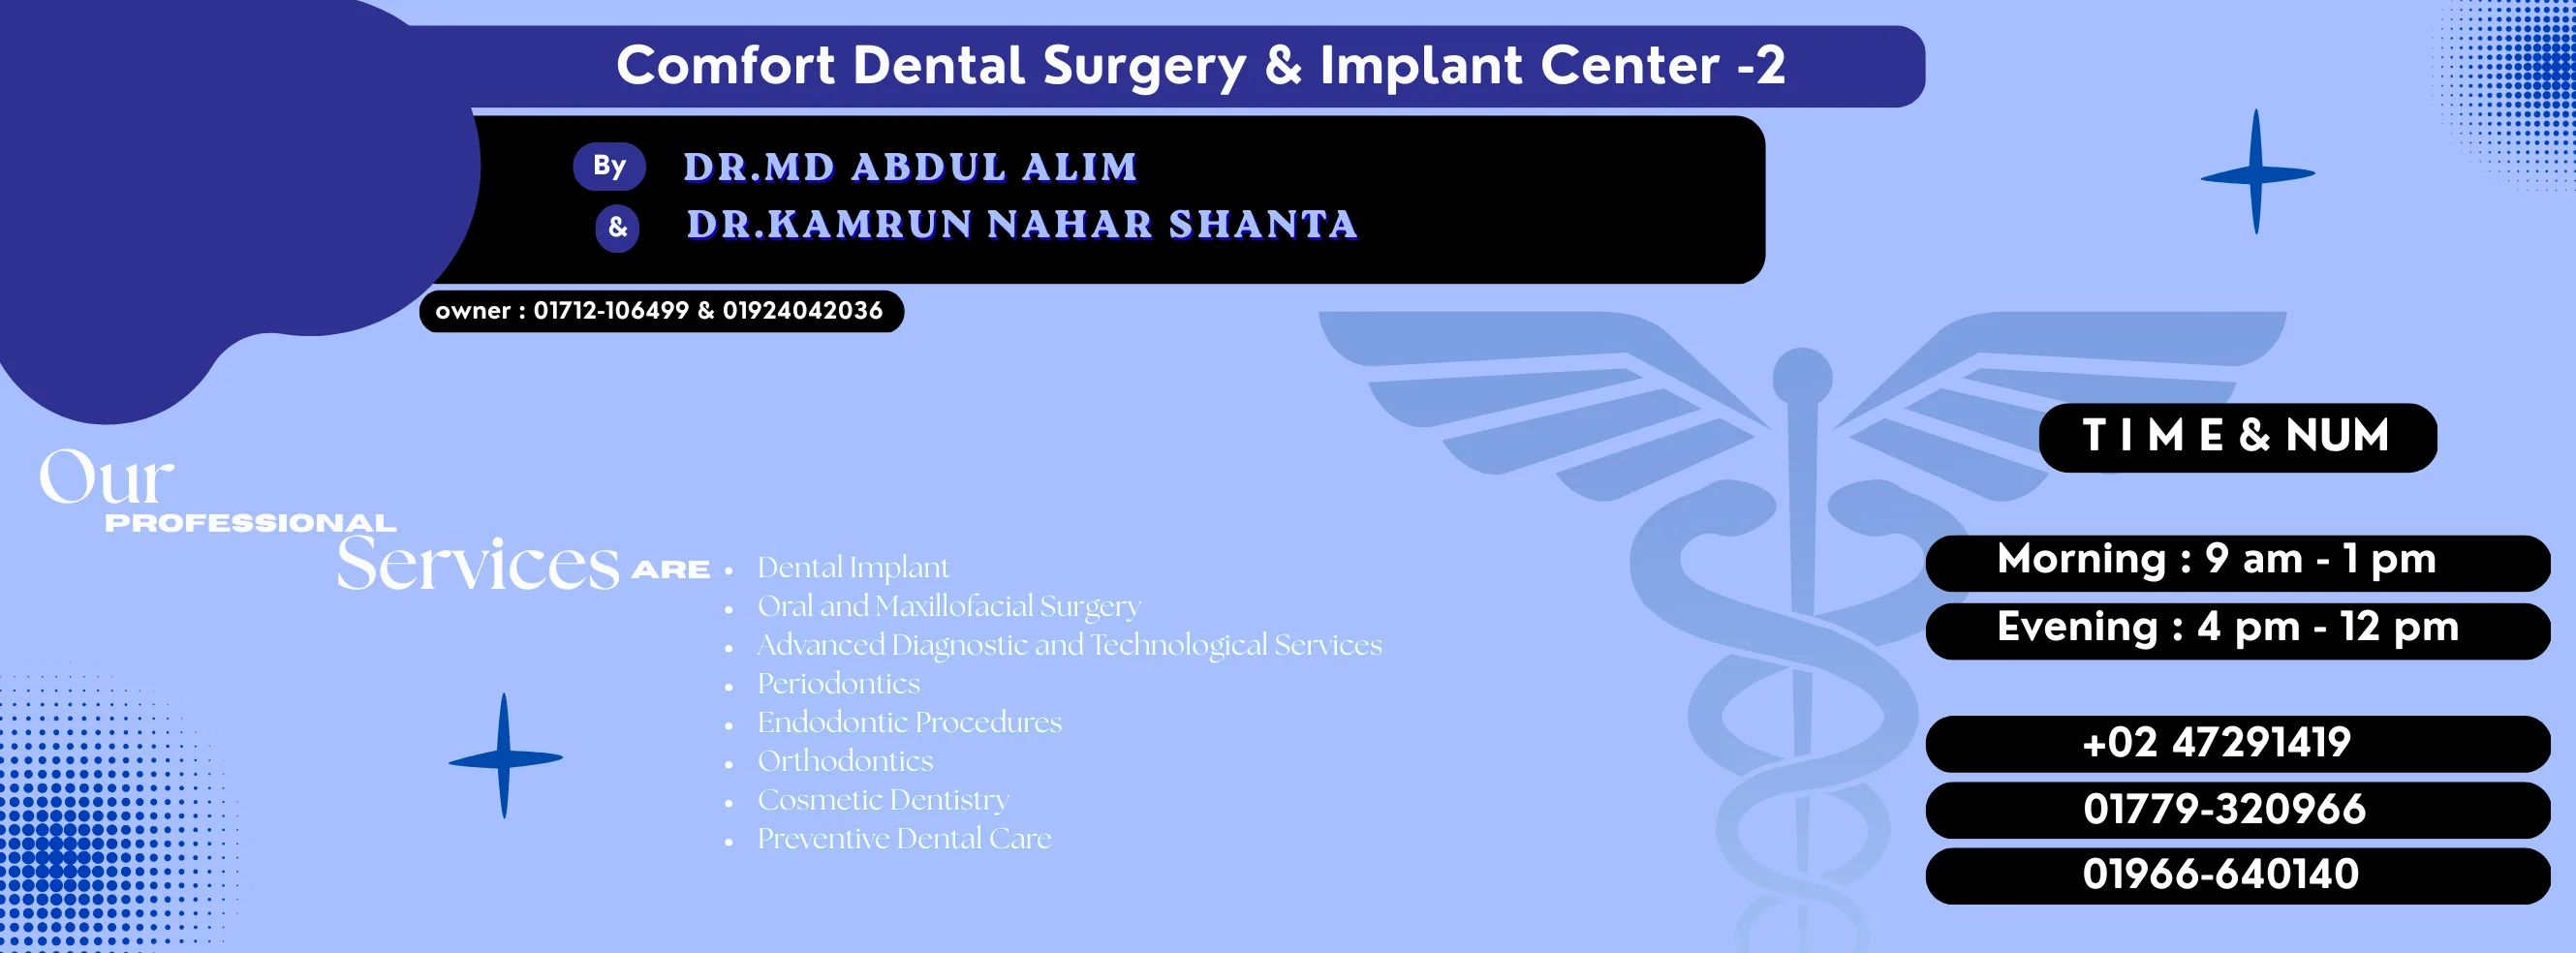 Comfort Dental Surgery & Implant Center -2
By DR.MD ABDUL ALIM
& DR.KAMRUN NAHAR SHANTA
owner : 01712-106499 & 01924042036
Our
PROFESSIONAL
Services ARE
• Dental Implant
• Oral and Maxillofacial Surgery
• Advanced Diagnostic and Technological Services
• Periodontics
• Endodontic Procedures
• Orthodontics
• Cosmetic Dentistry
• Preventive Dental Care
T I M E & NUM
Morning : 9 am - 1 pm
Evening : 4 pm - 12 pm
+02 47291419
01779-320966
01966-640140